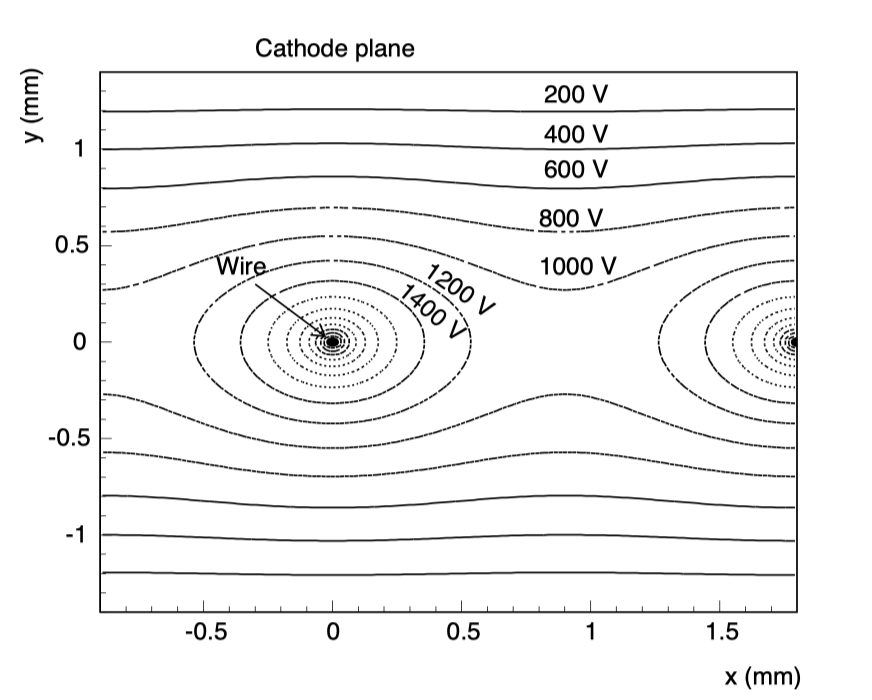 Cathode plane
y (mm)
200 V
400 V
1
600 V
800 V
0.5
Wire
1000 V
1200 V
1400 V
0
-0.5
-1
-0.5 0 0.5 1 1.5
x (mm)